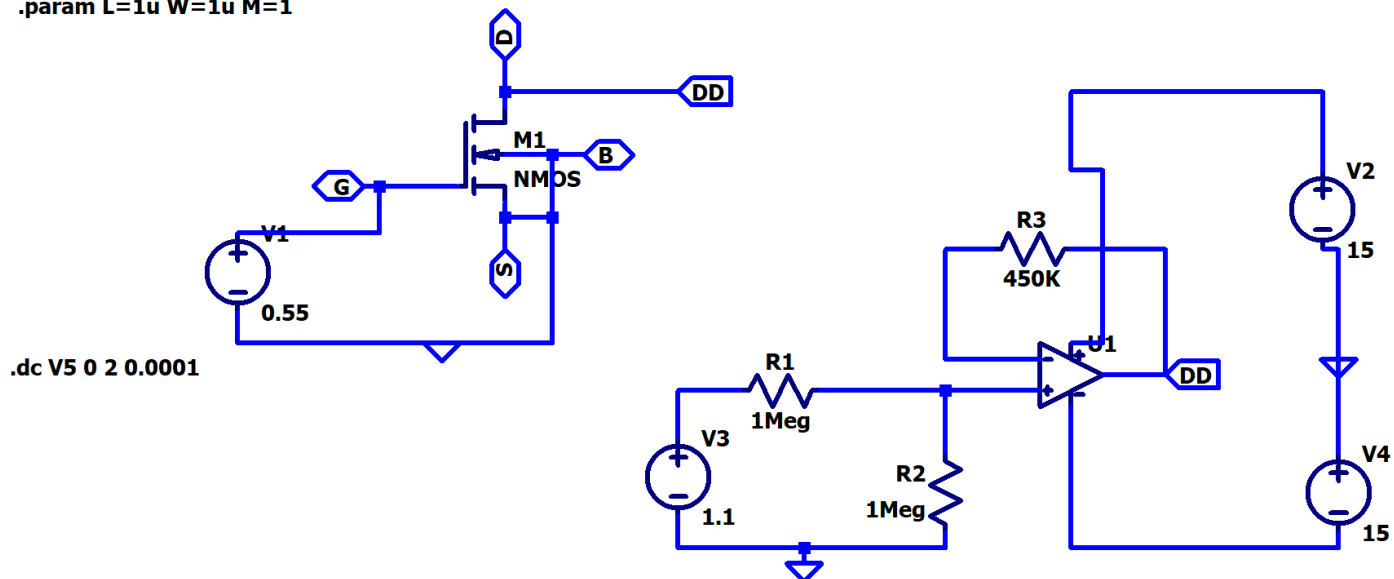 .param L=1u W=1u M=1
D
DD
M1
B
NMOS
G
V1
S
0.55
.dc V5 0 2 0.0001
V2
15
R3
450K
U1
DD
R1
1Meg
V3
1.1
R2
1Meg
V4
15